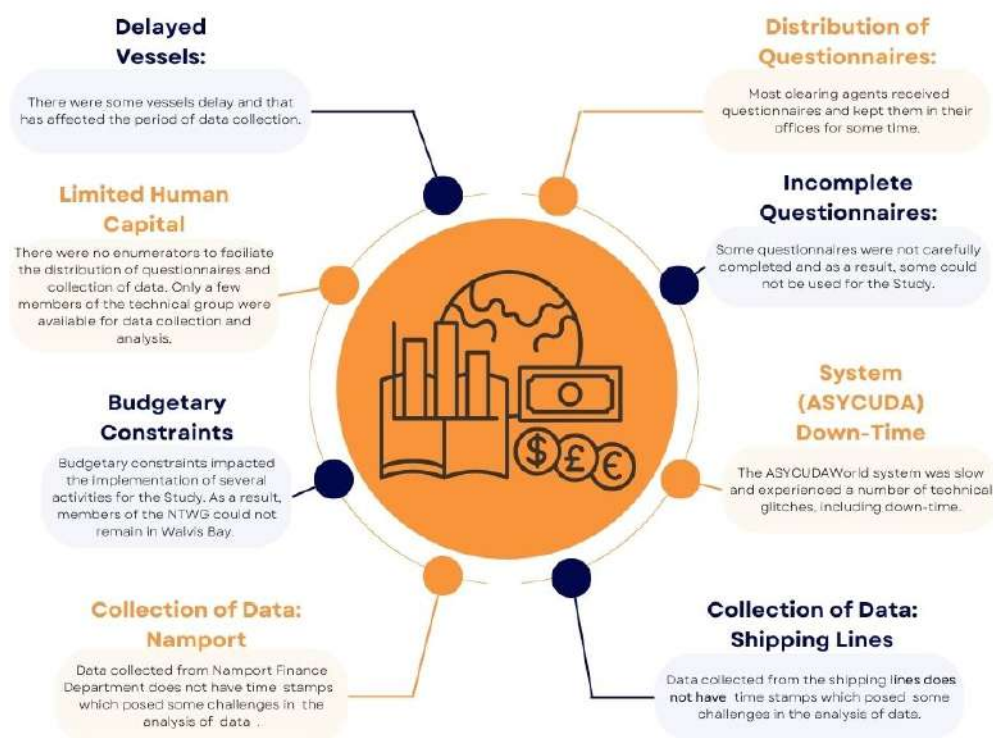 Delayed
Vessels:
There were some vessels delay and that
has affected the period of data collection.
Limited Human
Capital
There were no enumerators to faciliate
the distribution of questionnaires and
collection of data. Only a few
members of the technical group were
available for data collection and
analysis.
Budgetary
Constraints
Budgetary constraints impacted
the implementation of several
activities for the Study. As a result,
members of the NTWG could not
remain in Walvis Bay.
Collection of Data:
Namport
Data collected from Namport Finance
Department does not have time stamps
which posed some challenges in the
analysis of data .
Distribution of
Questionnaires:
Most clearing agents received
questionnaires and kept them in their
offices for some time.
Incomplete
Questionnaires:
Some questionnaires were not carefully
completed and as a result, some could
not be used for the Study.
System
(ASYCUDA)
Down-Time
The ASYCUDAWorld system was slow
and experienced a number of technical
glitches, including down-time.
Collection of Data:
Shipping Lines
Data collected from the shipping lines does
not have time stamps which posed some
challenges in the analysis of data.
$ £ €